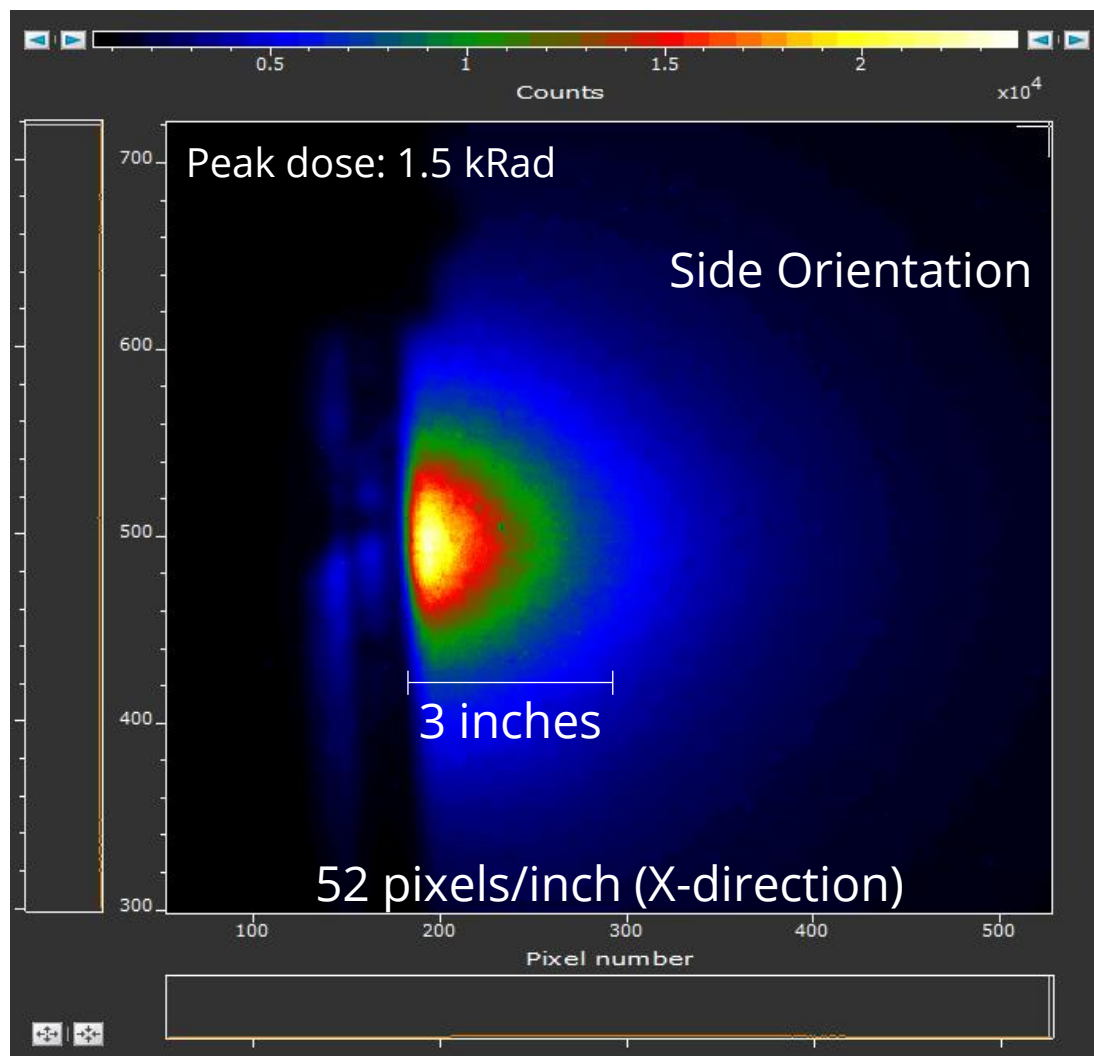 0.5 1 1.5 2
Counts x10⁴
Peak dose: 1.5 kRad
Side Orientation
700
600
500
400
300
3 inches
52 pixels/inch (X-direction)
100 200 300 400 500
Pixel number